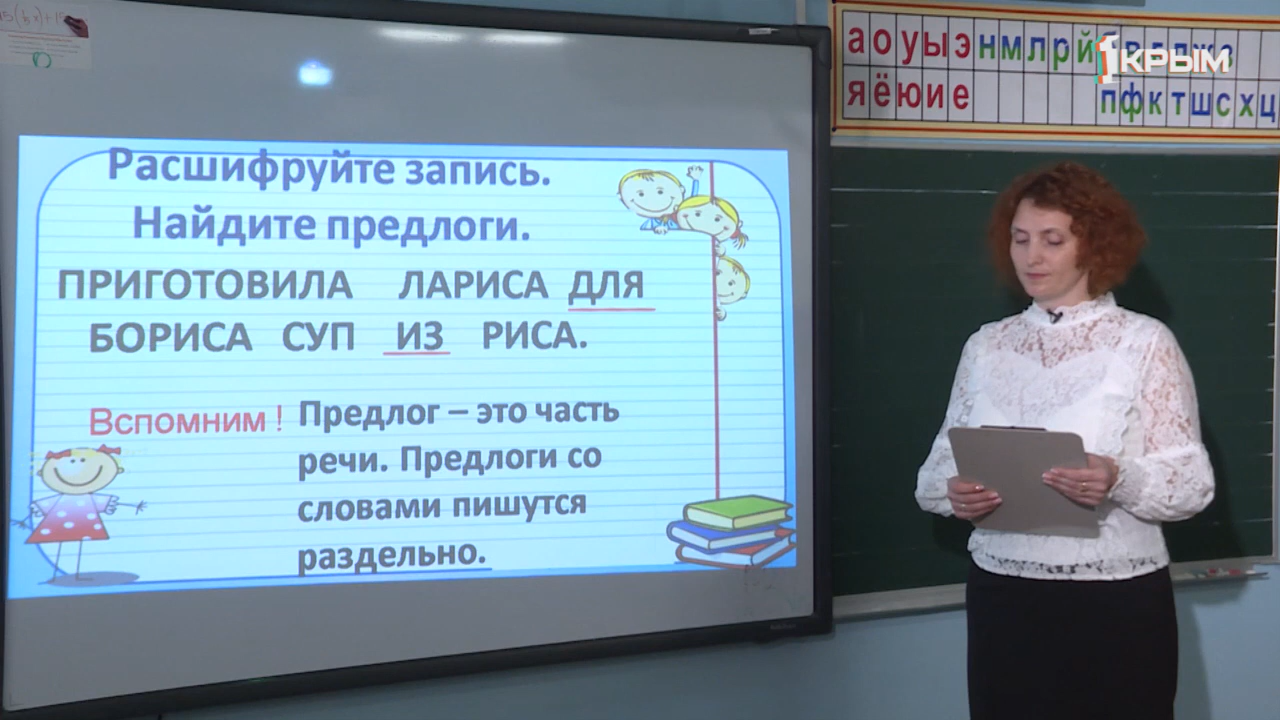 Расшифруйте запись.
Найдите предлоги.
ПРИГОТОВИЛА ЛАРИСА ДЛЯ
БОРИСА СУП ИЗ РИСА.
Вспомним! Предлог – это часть
речи. Предлоги со
словами пишутся
раздельно.
а о у ы э н м л р й
1КРЫМ
я ё ю и е п ф к т ш с х ц